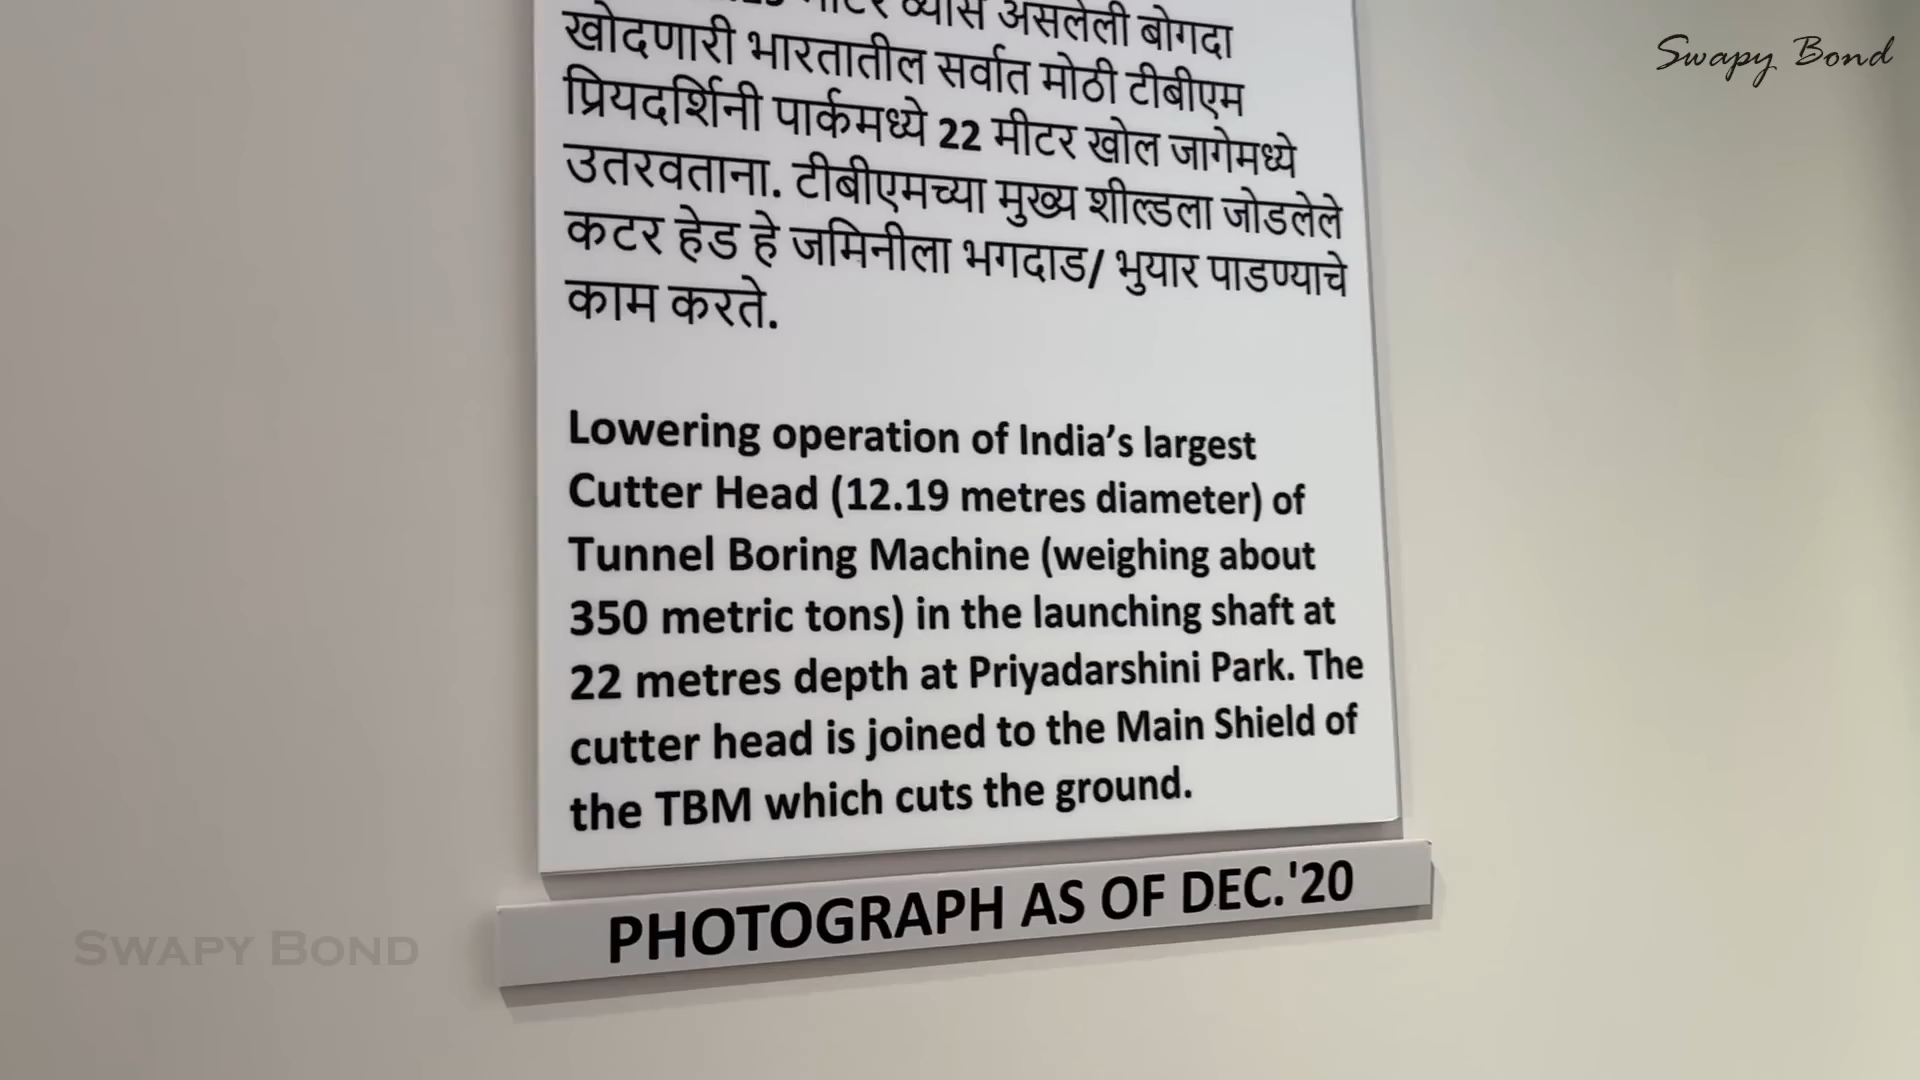 Swapy Bond
व्यास असलेली बोगदा
खोदणारी भारतातील सर्वात मोठी टीबीएम
प्रियदर्शिनी पार्कमध्ये 22 मीटर खोल जागेमध्ये
उतरवताना. टीबीएमच्या मुख्य शील्डला जोडलेले
कटर हेड हे जमिनीला भगदाड/ भुयार पाडण्याचे
काम करते.
Lowering operation of India’s largest
Cutter Head (12.19 metres diameter) of
Tunnel Boring Machine (weighing about
350 metric tons) in the launching shaft at
22 metres depth at Priyadarshini Park. The
cutter head is joined to the Main Shield of
the TBM which cuts the ground.
PHOTOGRAPH AS OF DEC.'20
SWAPY BOND